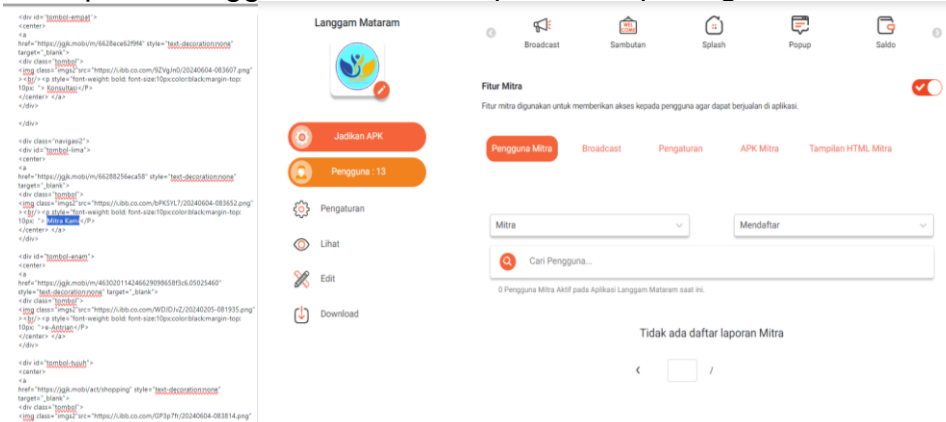 <div id="tombol-empat">
<center>
<a
href="https://jgjk.mobi/m/6628ece62f9f4" style="text-decoration:none"
target="_blank">
<div class="tombol">
<img class="imgs2"src="https://i.ibb.co.com/9ZVgJn0/20240604-083607.png"
><br/><p style="font-weight: bold: font-size:10px:color:black:margin-top:
10px: "> Konsultasi</P>
</center> </a>
</div>
</div>
<div class="navigasi2">
<div id="tombol-lima">
<center>
<a
href="https://jgjk.mobi/m/66288256eca58" style="text-decoration:none"
target="_blank">
<div class="tombol">
<img class="imgs2"src="https://i.ibb.co.com/bPKSYL7/20240604-083652.png"
><br/><p style="font-weight: bold: font-size:10px:color:black:margin-top:
10px: "> Mitra Kami</P>
</center> </a>
</div>
<div id="tombol-enam">
<center>
<a
href="https://jgjk.mobi/m/463020114246629098658f3c6.05025460"
style="text-decoration:none" target="_blank">
<div class="tombol">
<img class="imgs2"src="https://i.ibb.co.com/WDJDJvZ/20240205-081935.png"
><br/><p style="font-weight: bold: font-size:10px:color:black:margin-top:
10px: ">e-Antrian</P>
</center> </a>
</div>
<div id="tombol-tujuh">
<center>
<a
href="https://jgjk.mobi/act/shopping" style="text-decoration:none"
target="_blank">
<div class="tombol">
<img class="imgs2"src="https://i.ibb.co.com/GP3p7fr/20240604-083814.png"
Langgam Mataram
Jadikan APK
Pengguna : 13
Pengaturan
Lihat
Edit
Download
WEL COME
Broadcast Sambutan Splash Popup Saldo
Fitur Mitra
Fitur mitra digunakan untuk memberikan akses kepada pengguna agar dapat berjualan di aplikasi.
Pengguna Mitra Broadcast Pengaturan APK Mitra Tampilan HTML Mitra
Mitra Mendaftar
Cari Pengguna...
0 Pengguna Mitra Aktif pada Aplikasi Langgam Mataram saat ini.
Tidak ada daftar laporan Mitra
/